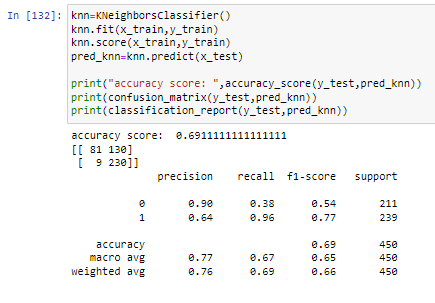 In [132]: knn=KNeighborsClassifier()
knn.fit(x_train,y_train)
knn.score(x_train,y_train)
pred_knn=knn.predict(x_test)
print("accuracy score: ",accuracy_score(y_test,pred_knn))
print(confusion_matrix(y_test,pred_knn))
print(classification_report(y_test,pred_knn))
accuracy score:  0.6911111111111111
[[ 81 130]
 [  9 230]]
              precision    recall  f1-score   support
           0       0.90      0.38      0.54       211
           1       0.64      0.96      0.77       239
    accuracy                           0.69       450
   macro avg       0.77      0.67      0.65       450
weighted avg       0.76      0.69      0.66       450